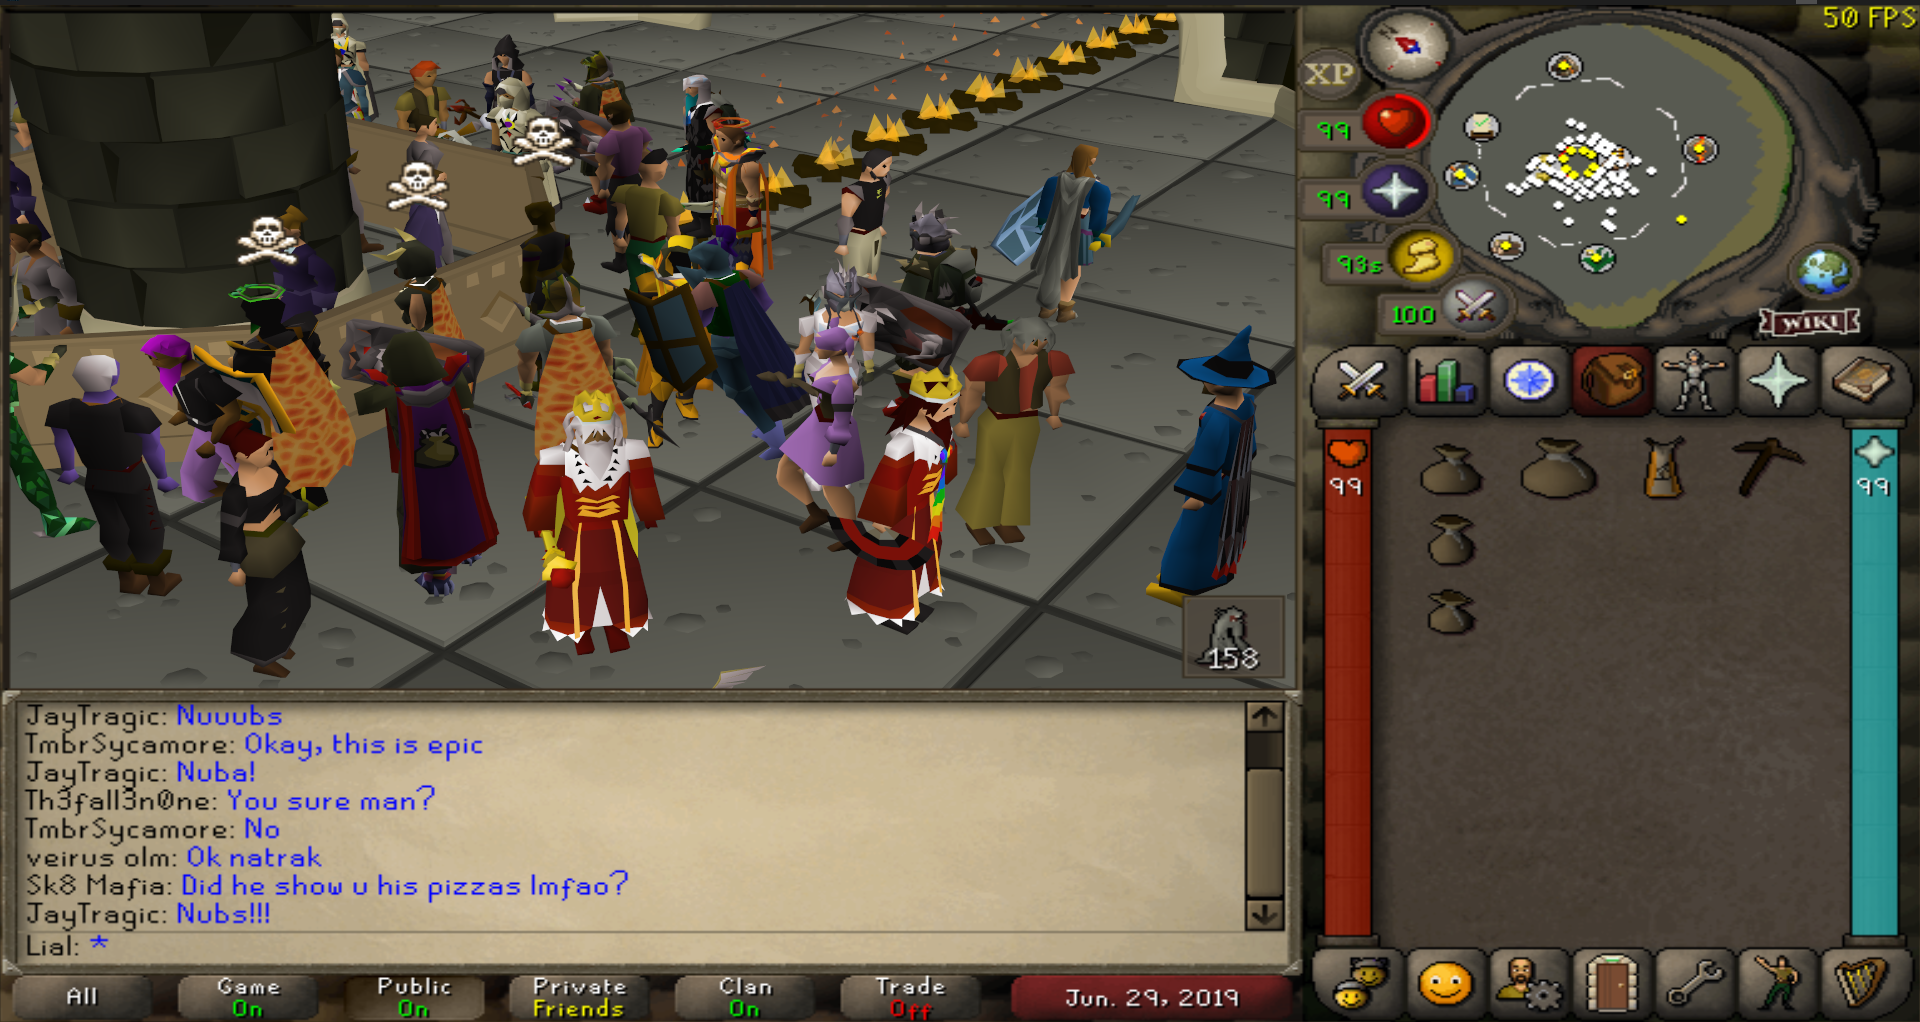 50 FPS
XP
99
99
93s
100
WIKI
99
99
158
JayTragic: Nuuubs
TmbrSycamore: Okay, this is epic
JayTragic: Nuba!
Th3fall3n0ne: You sure man?
TmbrSycamore: No
veirus olm: Ok natrak
Sk8 Mafia: Did he show u his pizzas lmfao?
JayTragic: Nubs!!!
Lial: *
All
Game
On
Public
On
Private
Friends
Clan
On
Trade
Off
Jun. 29, 2019